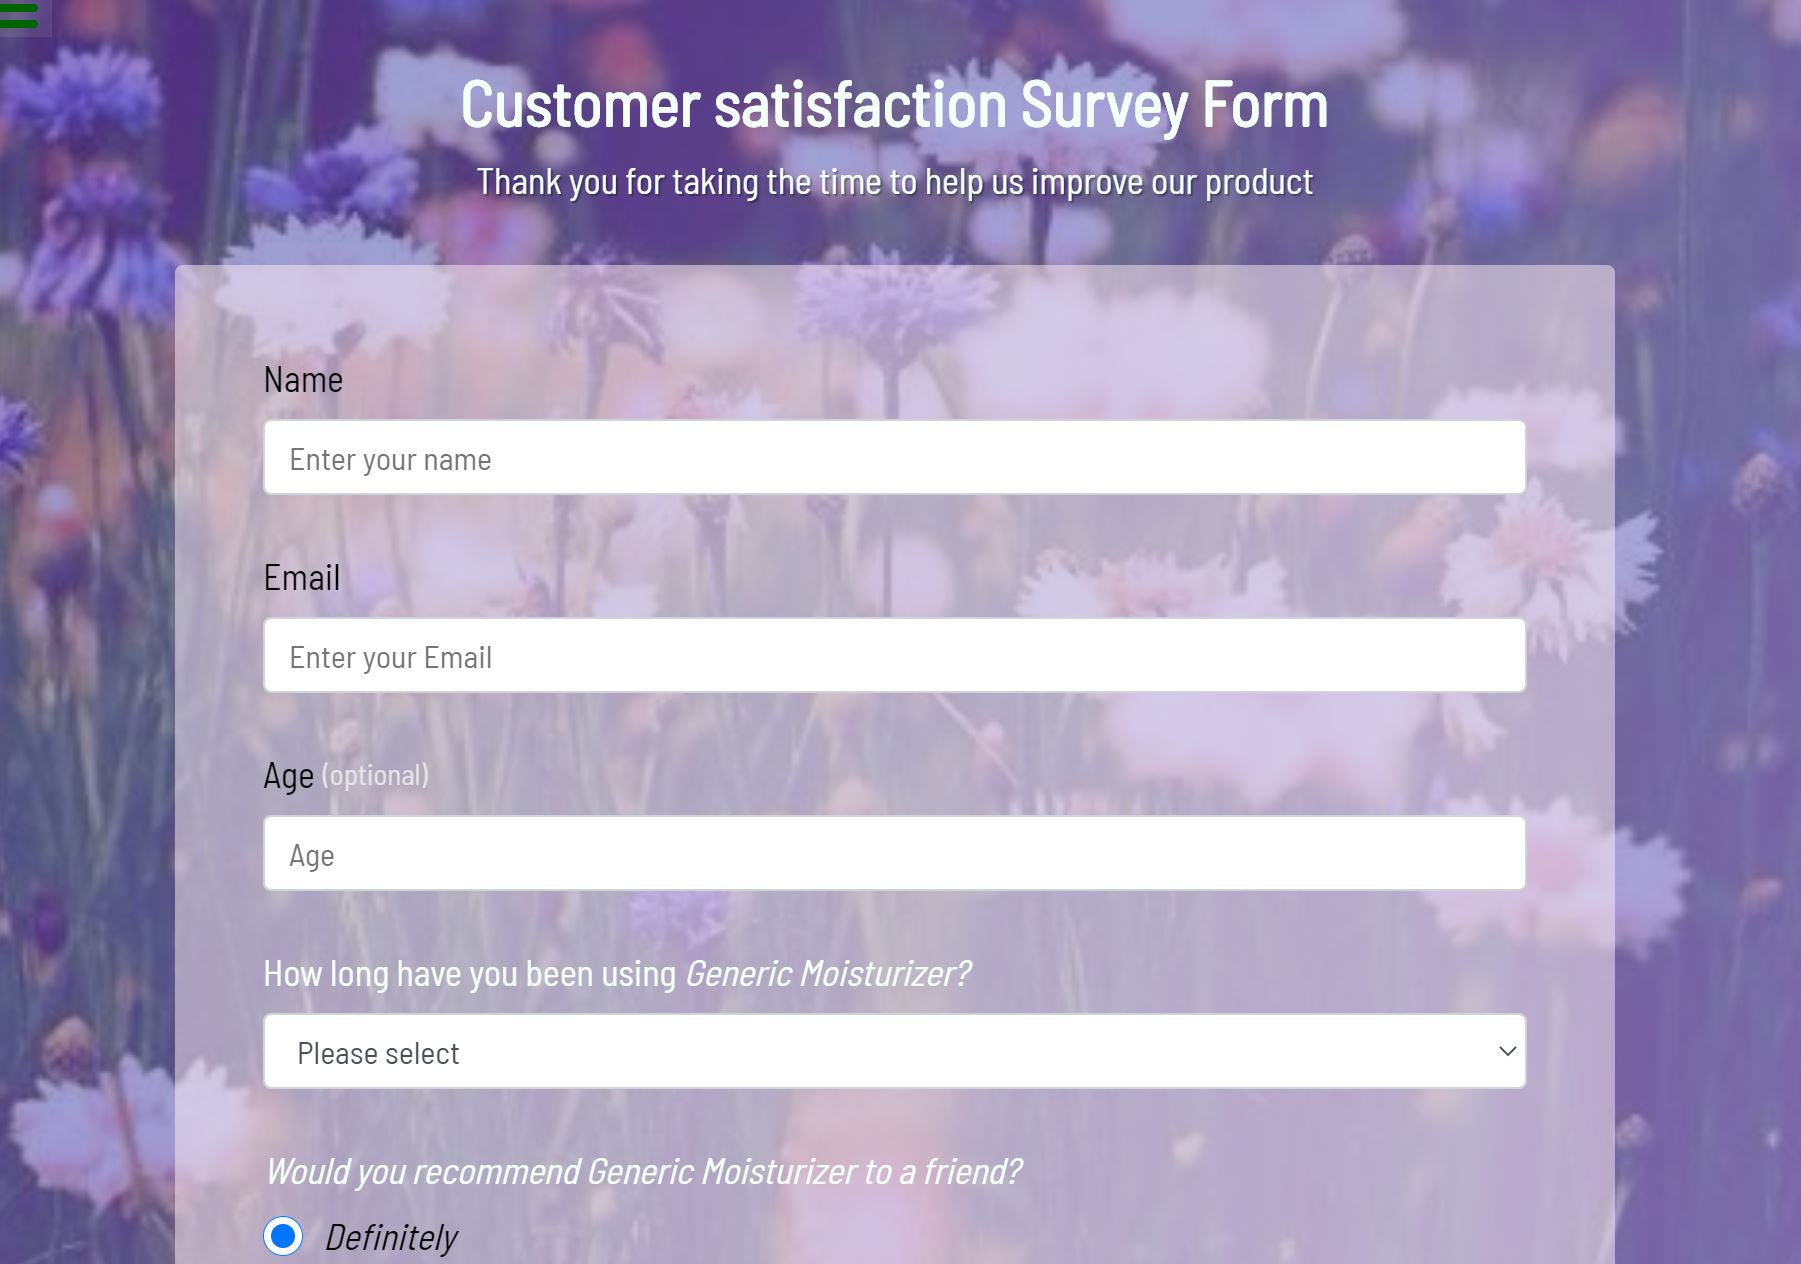 Customer satisfaction Survey Form
Thank you for taking the time to help us improve our product
Name
Enter your name
Email
Enter your Email
Age (optional)
Age
How long have you been using Generic Moisturizer?
Please select
Would you recommend Generic Moisturizer to a friend?
Definitely